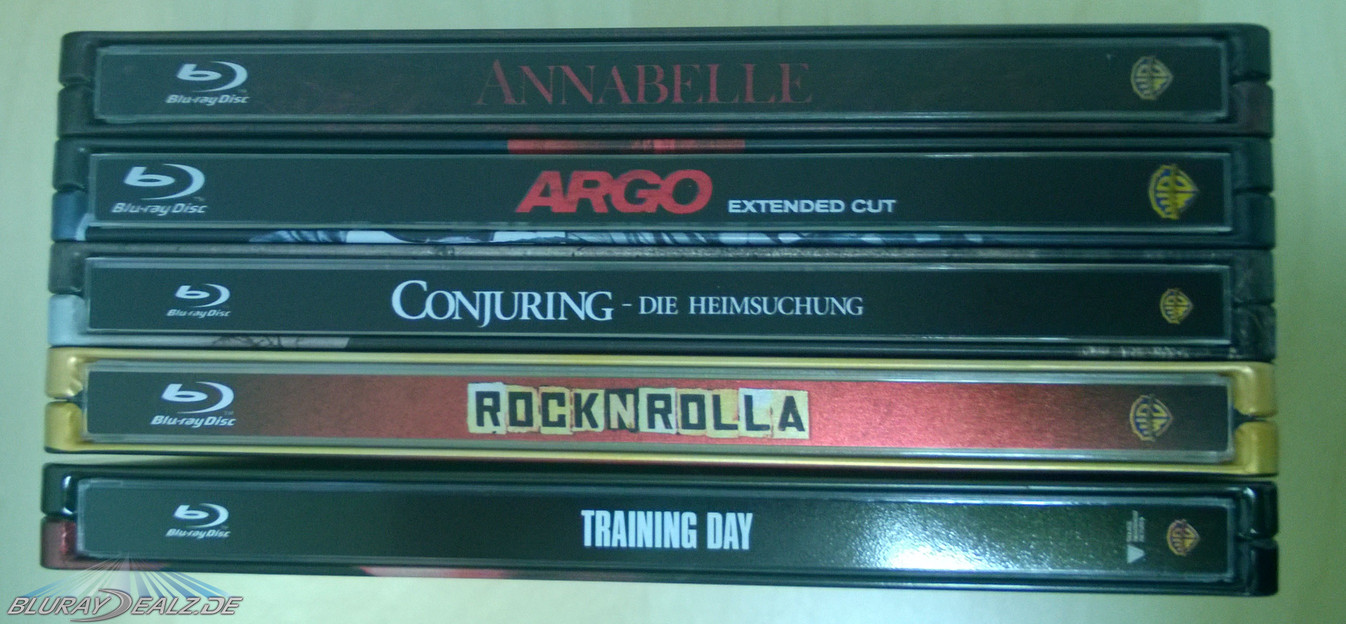 Blu-ray Disc ANNABELLE
Blu-ray Disc ARGO EXTENDED CUT
Blu-ray Disc CONJURING - DIE HEIMSUCHUNG
Blu-ray Disc ROCKNROLLA
Blu-ray Disc TRAINING DAY
BLURAYDEALZ.DE